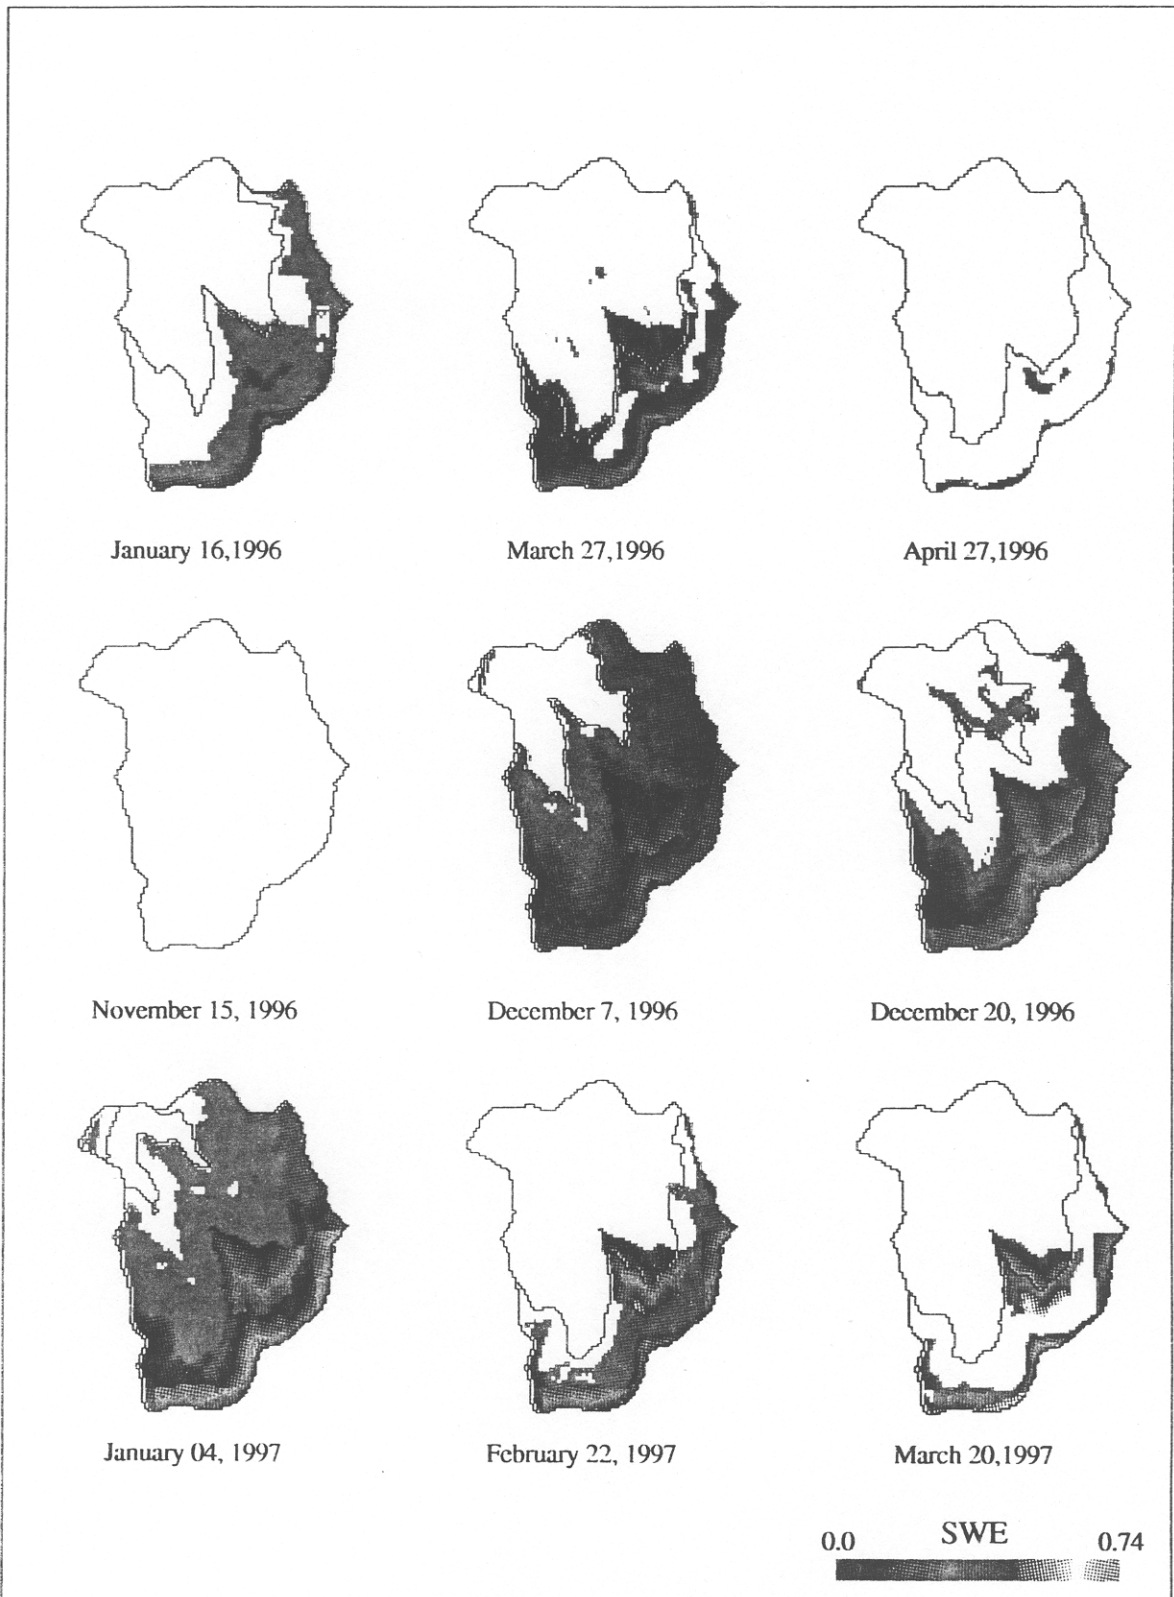 January 16,1996
March 27,1996
April 27,1996
November 15, 1996
December 7, 1996
December 20, 1996
January 04, 1997
February 22, 1997
March 20,1997
0.0 SWE 0.74